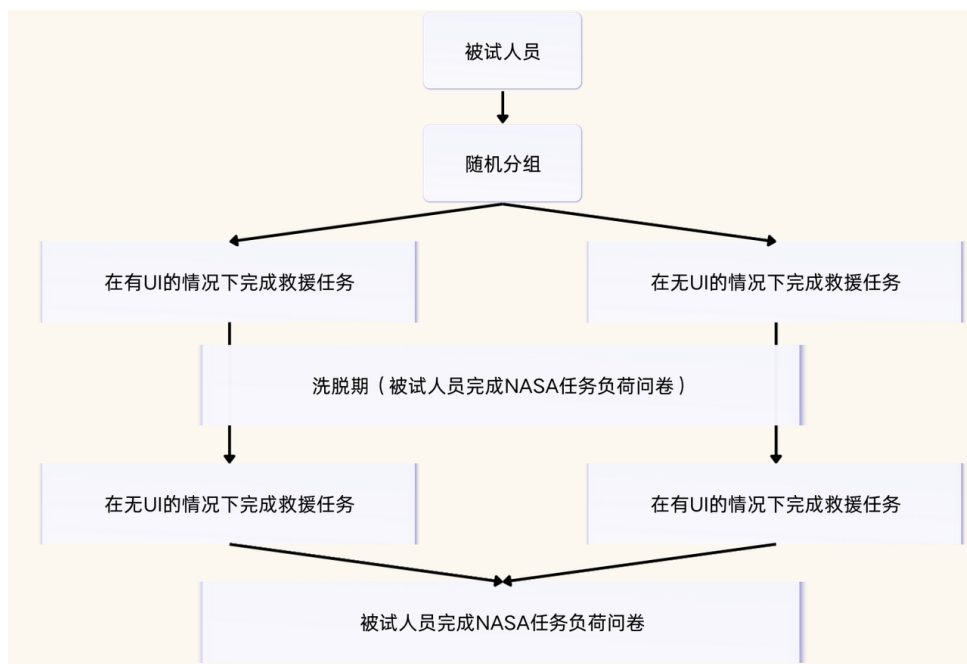 被试人员
随机分组
在有UI的情况下完成救援任务
在无UI的情况下完成救援任务
洗脱期（被试人员完成NASA任务负荷问卷）
在无UI的情况下完成救援任务
在有UI的情况下完成救援任务
被试人员完成NASA任务负荷问卷